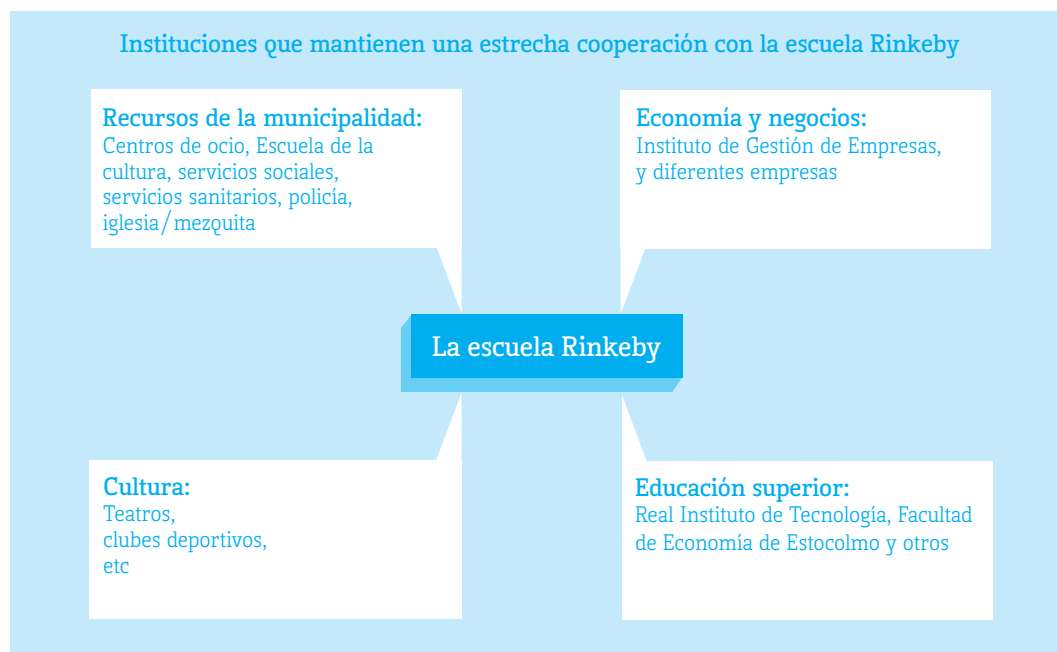 Instituciones que mantienen una estrecha cooperación con la escuela Rinkeby
Recursos de la municipalidad:
Centros de ocio, Escuela de la
cultura, servicios sociales,
servicios sanitarios, policía,
iglesia/mezquita
Economía y negocios:
Instituto de Gestión de Empresas,
y diferentes empresas
La escuela Rinkeby
Cultura:
Teatros,
clubes deportivos,
etc
Educación superior:
Real Instituto de Tecnología, Facultad
de Economía de Estocolmo y otros